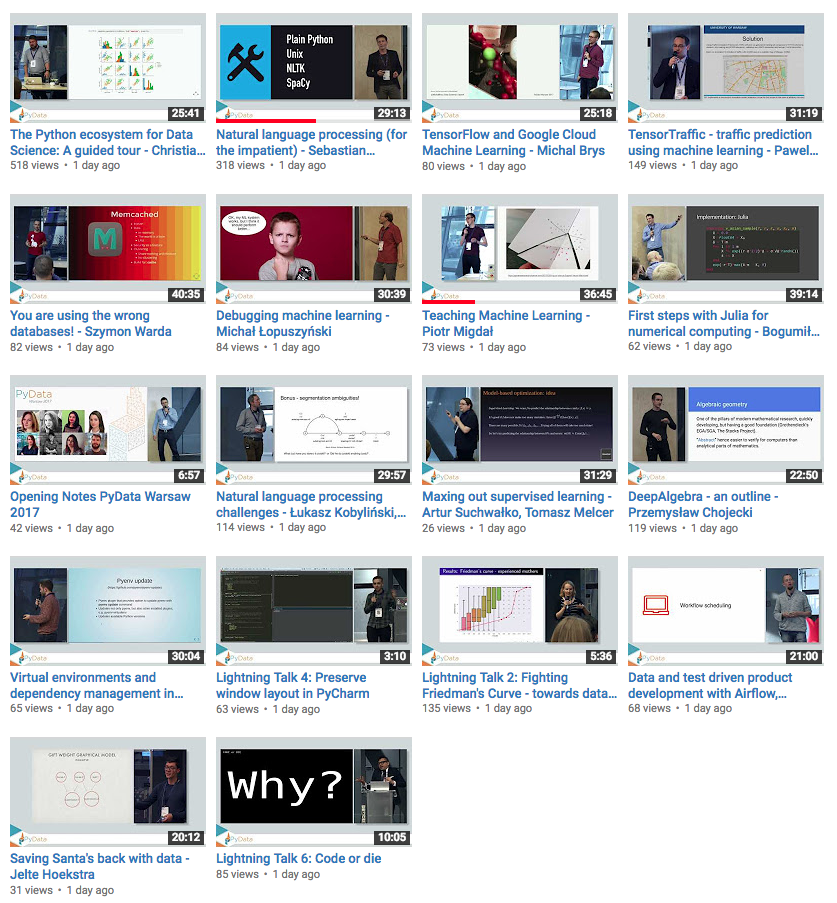 25:41
The Python ecosystem for Data
Science: A guided tour - Christia...
518 views • 1 day ago
Plain Python
Unix
NLTK
SpaCy
PyData
29:13
Natural language processing (for
the impatient) - Sebastian...
318 views • 1 day ago
PyData
25:18
TensorFlow and Google Cloud
Machine Learning - Michal Brys
80 views • 1 day ago
UNIVERSITY OF WARSAW
Solution
PyData
31:19
TensorTraffic - traffic prediction
using machine learning - Pawel...
149 views • 1 day ago
Memcached
M
PyData
40:35
You are using the wrong
databases! - Szymon Warda
82 views • 1 day ago
PyData
30:39
Debugging machine learning -
Michał Łopuszyński
84 views • 1 day ago
PyData
36:45
Teaching Machine Learning -
Piotr Migdał
73 views • 1 day ago
Implementation: Julia
PyData
39:14
First steps with Julia for
numerical computing - Bogumił...
62 views • 1 day ago
PyData
Warsaw 2017
PyData
6:57
Opening Notes PyData Warsaw
2017
42 views • 1 day ago
Bonus - segmentation ambiguities!
PyData
29:57
Natural language processing
challenges - Łukasz Kobyliński,...
114 views • 1 day ago
Model-based optimization: idea
PyData
31:29
Maxing out supervised learning -
Artur Suchwałko, Tomasz Melcer
26 views • 1 day ago
Algebraic geometry
One of the pillars of modern mathematical research, quickly
developing, but having a good foundation (Grothendieck's
EGA/SGA, The Stacks Project).
"Abstract" hence easier to verify for computers than
analytical parts of mathematics.
PyData
22:50
DeepAlgebra - an outline -
Przemysław Chojecki
119 views • 1 day ago
Pyenv update
PyData
30:04
Virtual environments and
dependency management in...
65 views • 1 day ago
PyData
3:10
Lightning Talk 4: Preserve
window layout in PyCharm
63 views • 1 day ago
Results: Friedman's curve - experienced mothers
PyData
5:36
Lightning Talk 2: Fighting
Friedman's Curve - towards data...
135 views • 1 day ago
Workflow scheduling
PyData
21:00
Data and test driven product
development with Airflow,...
68 views • 1 day ago
GIFT WEIGHT GRAPHICAL MODEL
PyData
20:12
Saving Santa's back with data -
Jelte Hoekstra
31 views • 1 day ago
CODE or DIE
Why?
PyData
10:05
Lightning Talk 6: Code or die
85 views • 1 day ago